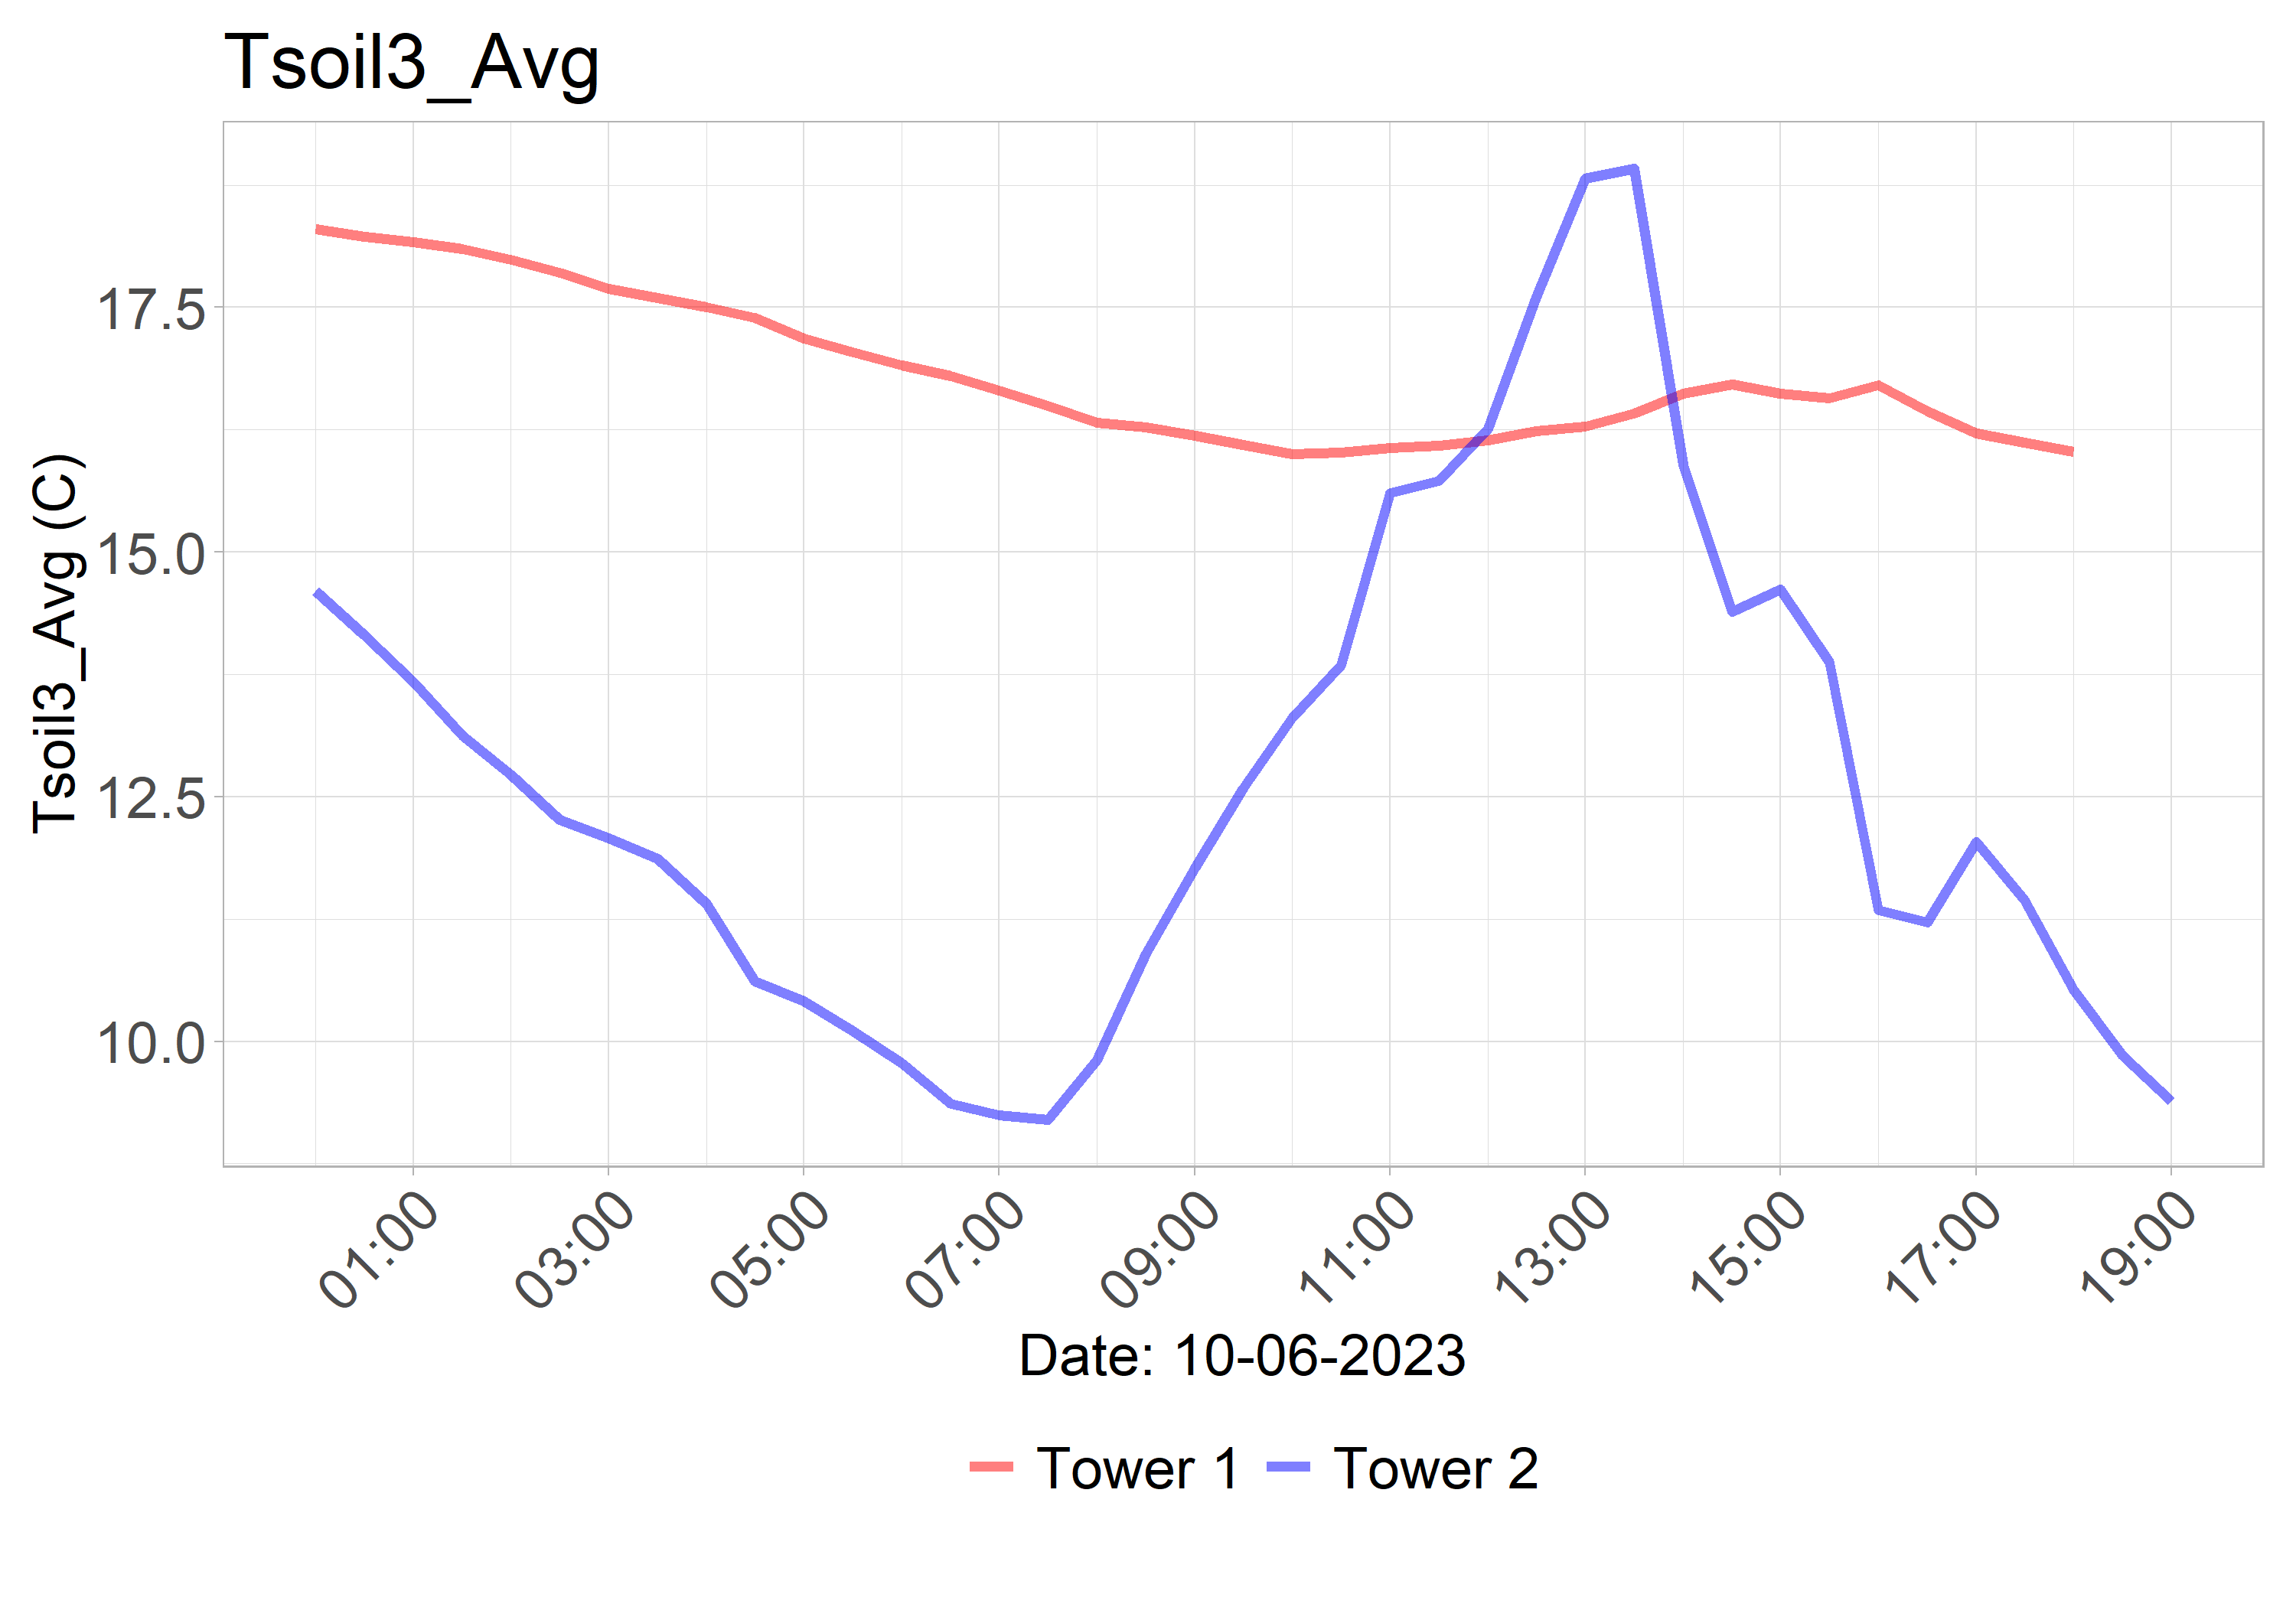 Tsoil3_Avg
Tsoil3_Avg (C)
17.5
15.0
12.5
10.0
01:00 03:00 05:00 07:00 09:00 11:00 13:00 15:00 17:00 19:00
Date: 10-06-2023
Tower 1 Tower 2